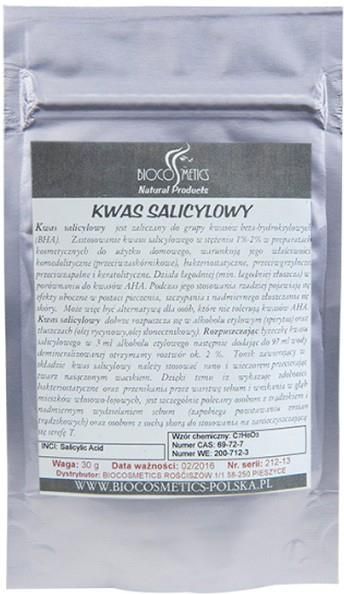 BIOCOSMETICS
Natural Products
KWAS SALICYLOWY
Kwas salicylowy jest zaliczany do grupy kwasów beta-hydroksylowych
(BHA). Zastosowanie kwasu salicylowego w stężeniu 1%-2% w preparatach
kosmetycznych do użytku domowego, warunkują jego właściwości
komedolityczne (przeciwzaskórnikowe), bakteriostatyczne, przeciwgrzybiczne
przeciwzapalne i keratolityczne. Działa łagodniej (min. łagodniej złuszcza) w
porównaniu do kwasów AHA. Podczas jego stosowania rzadziej pojawiają się
efekty uboczne w postaci pieczenia, szczypania i nadmiernego złuszczania się
skóry. Może więc być alternatywą dla osób, które nie tolerują kwasów AHA.
Kwas salicylowy dobrze rozpuszcza się w alkoholu etylowym (spirytus) oraz
tłuszczach (olej rycynowy, olej słonecznikowy). Rozpuszczając łyżeczkę kwasu
salicylowego w 3 ml alkoholu etylowego następnie dodając do 97 ml wody
demineralizowanej otrzymamy roztwór ok. 2 %. Tonik zawierający w
składzie kwas salicylowy należy stosować rano i wieczorem przecierając
twarz nasączonym wacikiem. Dzięki temu iż wykazuje zdolności
bakteriostatyczne oraz przenikania przez warstwę sebum i wnikania w głąb
mieszków włosowo-łojowych, jest szczególnie polecany osobom z trądzikiem i
nadmiernym wydzielaniem sebum (zapobiega powstawaniu zmian
trądzikowych) oraz osobom z suchą skórą do stosowania na zanieczyszczającą
się strefę T.
INCI: Salicylic Acid
Wzór chemiczny: C7H6O3
Numer CAS: 69-72-7
Numer WE: 200-712-3
Waga: 30 g Data ważności: 02/2016 Nr. serii: 212-13
Dystrybutor: BIOCOSMETICS ROŚCISZÓW 1/1 58-250 PIESZYCE
WWW.BIOCOSMETICS-POLSKA.PL